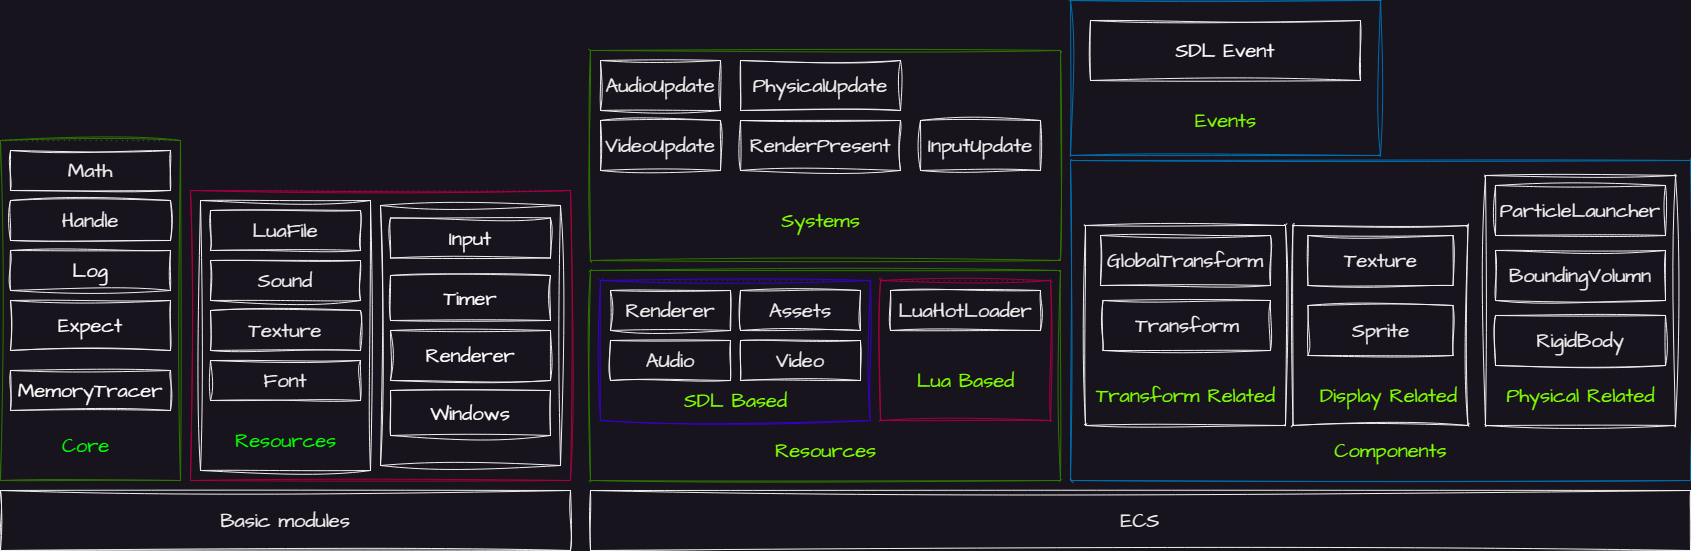 Math
Handle
Log
Expect
MemoryTracer
Core
LuaFile
Sound
Texture
Font
Resources
Input
Timer
Renderer
Windows
Basic modules
AudioUpdate
PhysicalUpdate
VideoUpdate
RenderPresent
InputUpdate
Systems
Renderer
Assets
Audio
Video
SDL Based
LuaHotLoader
Lua Based
Resources
SDL Event
Events
GlobalTransform
Transform
Transform Related
Texture
Sprite
Display Related
ParticleLauncher
BoundingVolumn
RigidBody
Physical Related
Components
ECS